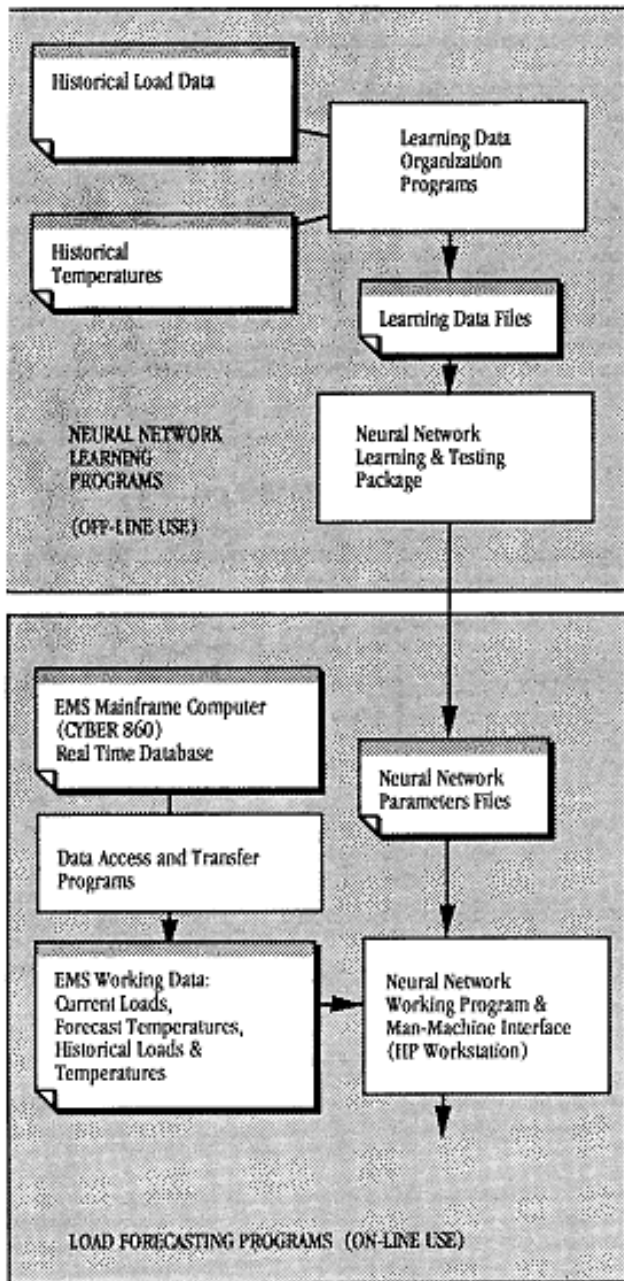 Historical Load Data
Learning Data
Organization
Programs
Historical
Temperatures
Learning Data Files
NEURAL NETWORK
LEARNING
PROGRAMS
(OFF-LINE USE)
Neural Network
Learning & Testing
Package
EMS Mainframe Computer
(CYBER 860)
Real Time Database
Neural Network
Parameters Files
Data Access and Transfer
Programs
EMS Working Data:
Current Loads,
Forecast Temperatures,
Historical Loads &
Temperatures
Neural Network
Working Program &
Man-Machine Interface
(HP Workstation)
LOAD FORECASTING PROGRAMS (ON-LINE USE)